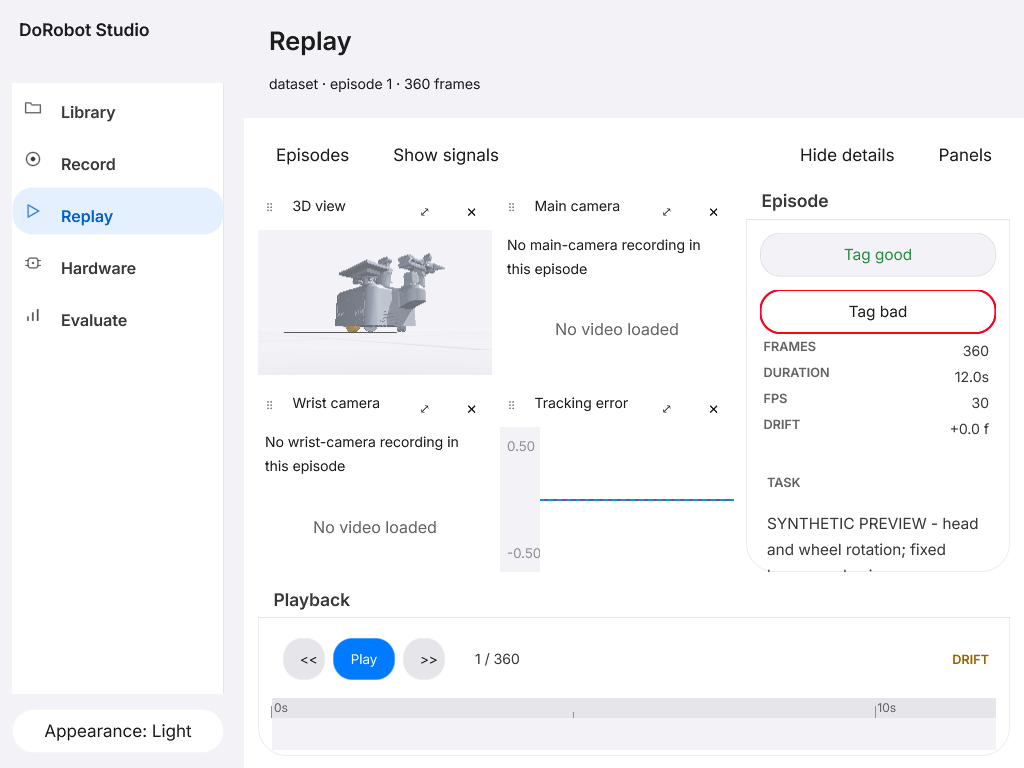 DoRobot Studio
Library
Record
Replay
Hardware
Evaluate
Appearance: Light
Replay
dataset · episode 1 · 360 frames
Episodes
Show signals
Hide details
Panels
3D view
Main camera
No main-camera recording in
this episode
No video loaded
Wrist camera
No wrist-camera recording in
this episode
No video loaded
Tracking error
0.50
-0.50
Episode
Tag good
Tag bad
FRAMES 360
DURATION 12.0s
FPS 30
DRIFT +0.0 f
TASK
SYNTHETIC PREVIEW - head
and wheel rotation; fixed
Playback
<< Play >> 1 / 360 DRIFT
0s 10s